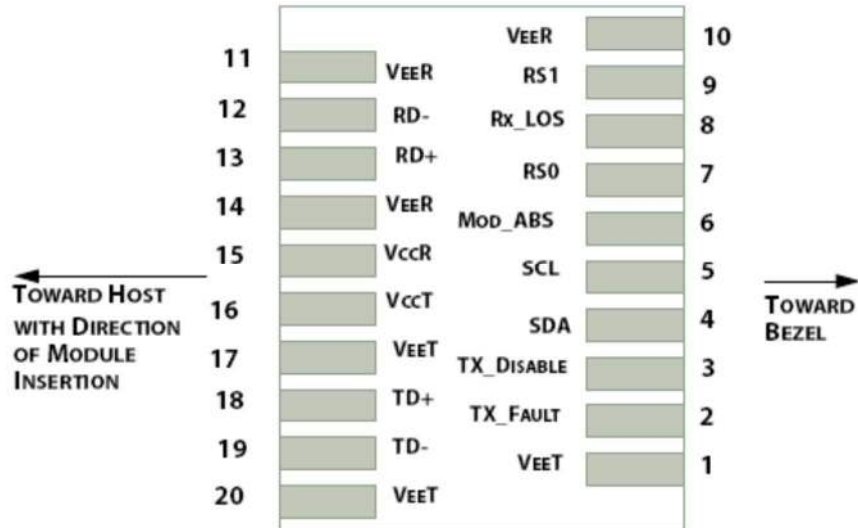 11 VEER
12 RD-
13 RD+
14 VEER
15 VCCR
16 VCCT
17 VEET
18 TD+
19 TD-
20 VEET
VEER 10
RS1 9
RX_LOS 8
RS0 7
MOD_ABS 6
SCL 5
SDA 4
TX_DISABLE 3
TX_FAULT 2
VEET 1
TOWARD HOST
WITH DIRECTION
OF MODULE
INSERTION
TOWARD
BEZEL